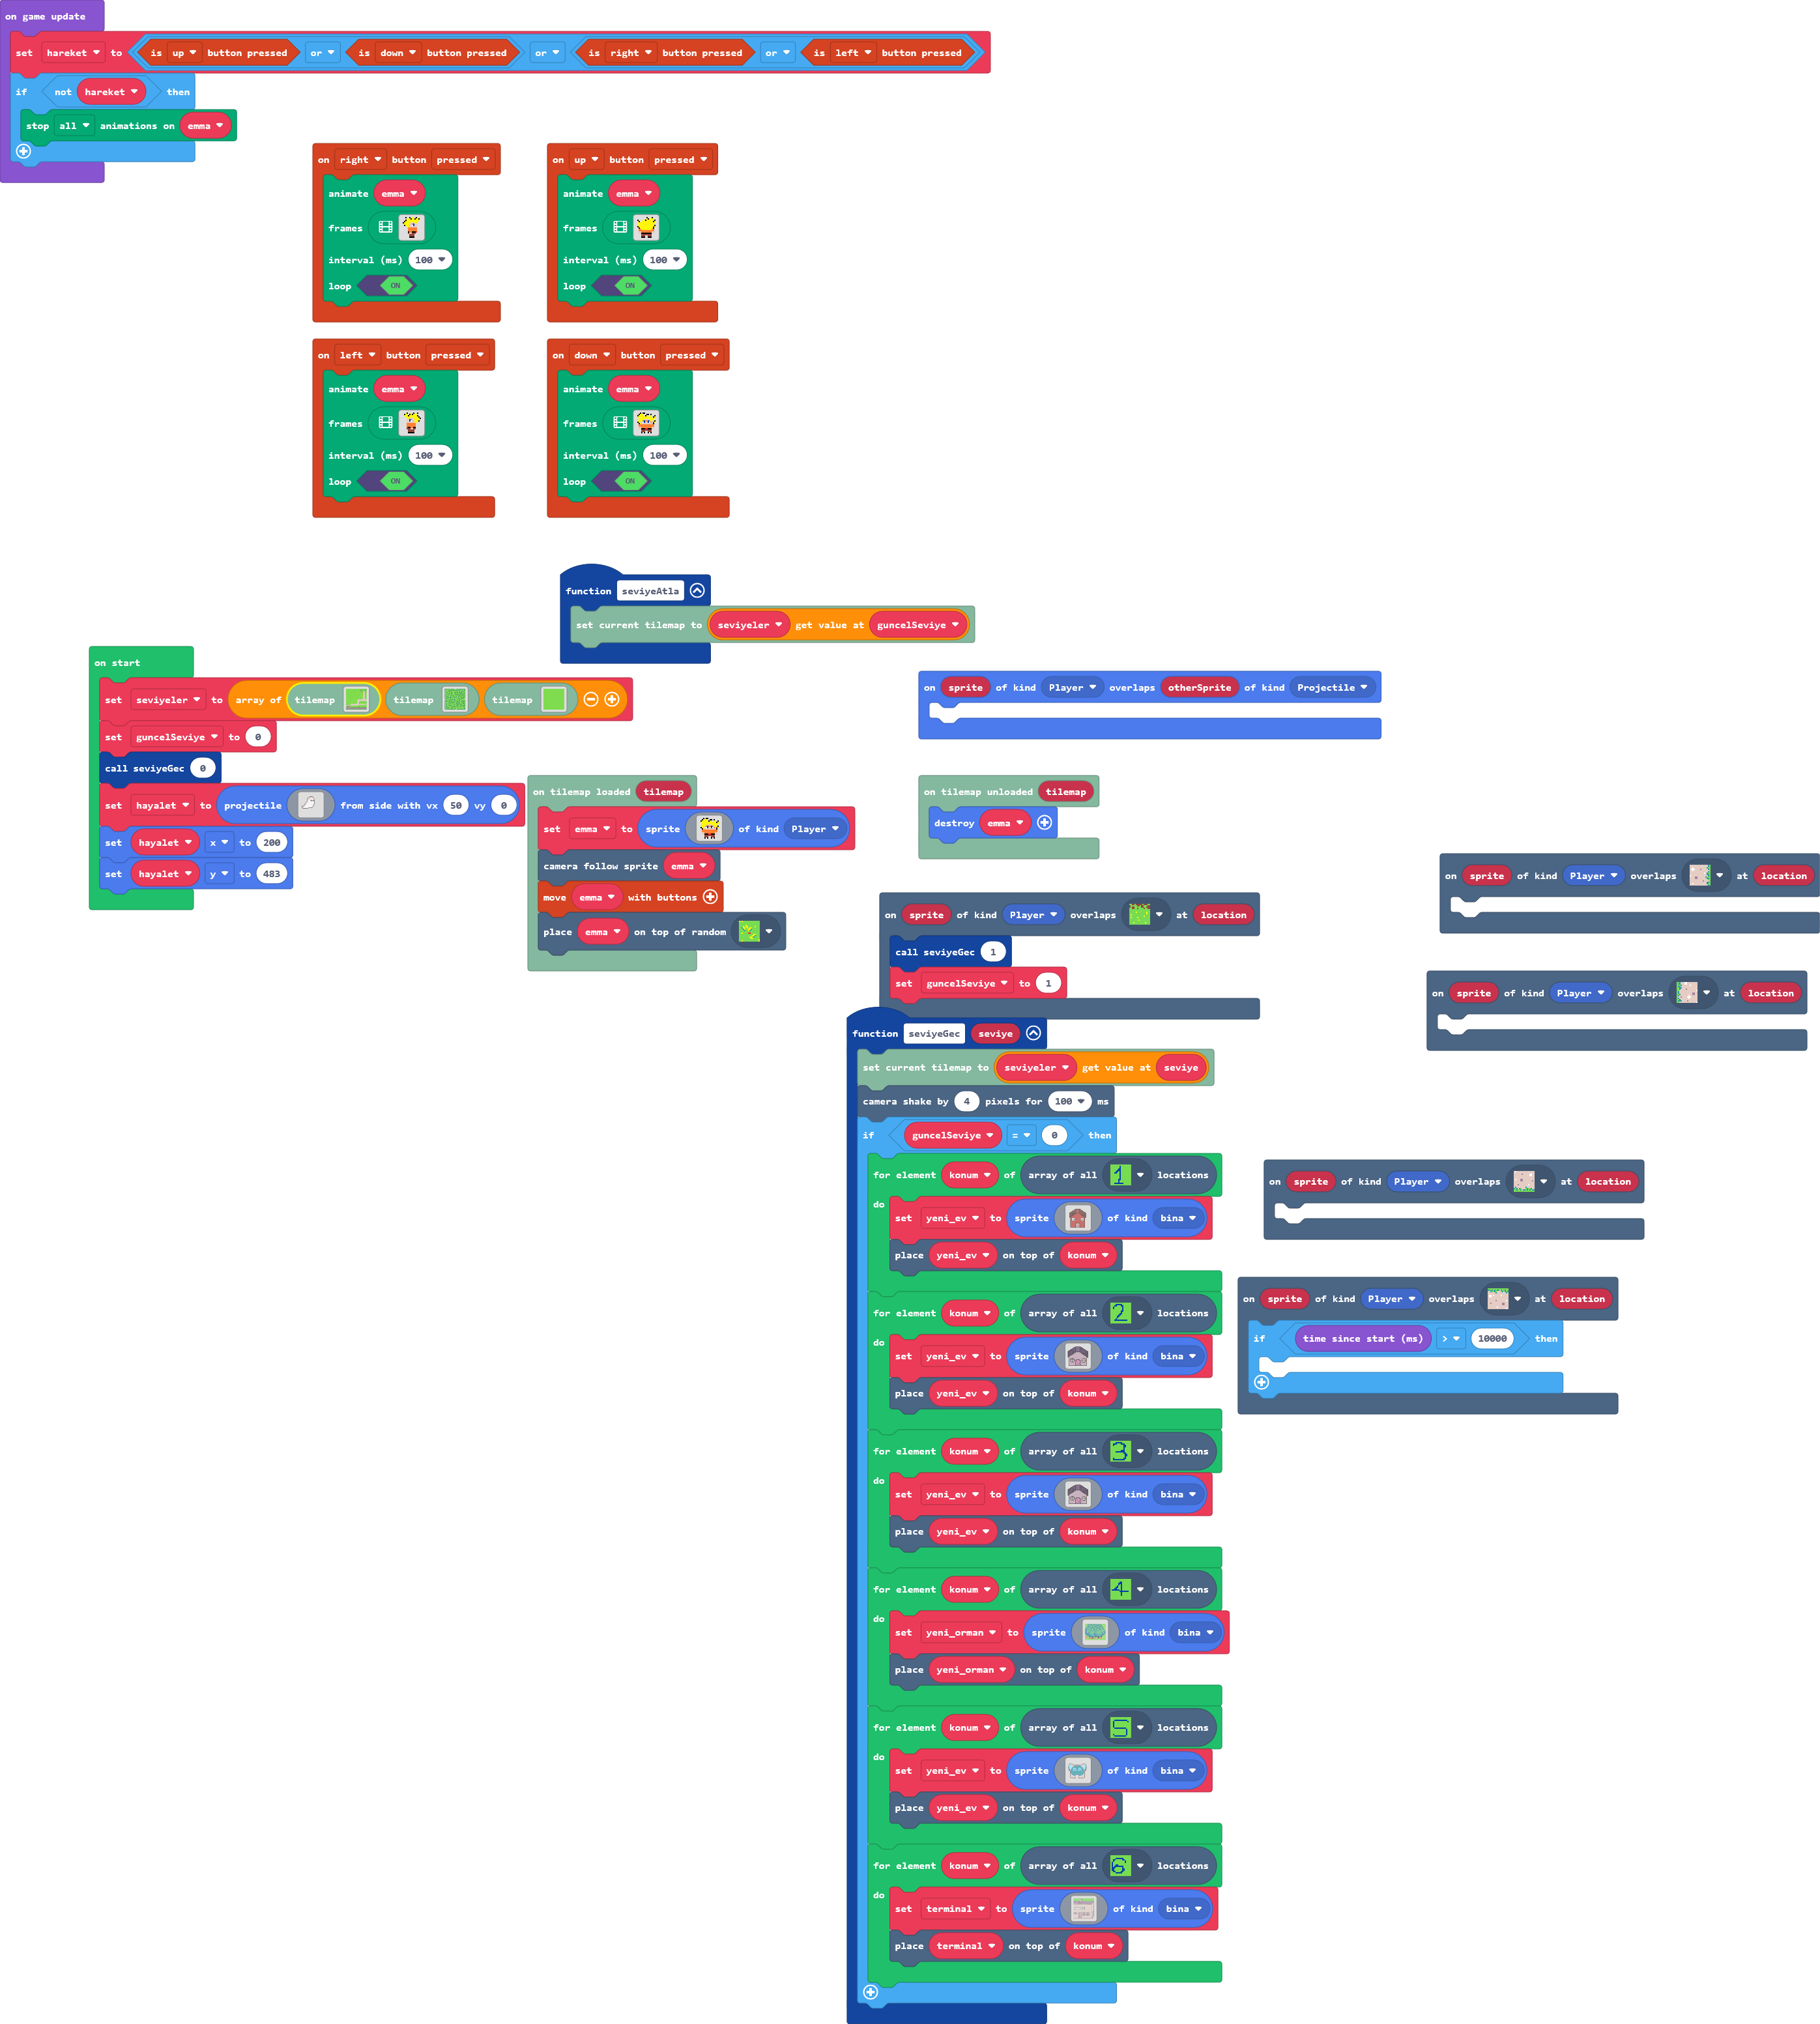 on game update
set hareket to is up button pressed or is down button pressed or is right button pressed or is left button pressed
if not hareket then
stop all animations on emma
on right button pressed
animate emma
frames
interval (ms) 100
loop ON
on up button pressed
animate emma
frames
interval (ms) 100
loop ON
on left button pressed
animate emma
frames
interval (ms) 100
loop ON
on down button pressed
animate emma
frames
interval (ms) 100
loop ON
function seviyeAtla
set current tilemap to seviyeler get value at guncelSeviye
on start
set seviyeler to array of tilemap tilemap tilemap
set guncelSeviye to 0
call seviyeGec 0
set hayalet to projectile from side with vx 50 vy 0
set hayalet x to 200
set hayalet y to 483
on tilemap loaded tilemap
set emma to sprite of kind Player
camera follow sprite emma
move emma with buttons
place emma on top of random
on sprite of kind Player overlaps otherSprite of kind Projectile
on tilemap unloaded tilemap
destroy emma
on sprite of kind Player overlaps at location
call seviyeGec 1
set guncelSeviye to 1
on sprite of kind Player overlaps at location
on sprite of kind Player overlaps at location
function seviyeGec seviye
set current tilemap to seviyeler get value at seviye
camera shake by 4 pixels for 100 ms
if guncelSeviye = 0 then
for element konum of array of all 1 locations
do
set yeni_ev to sprite of kind bina
place yeni_ev on top of konum
for element konum of array of all 2 locations
do
set yeni_ev to sprite of kind bina
place yeni_ev on top of konum
for element konum of array of all 3 locations
do
set yeni_ev to sprite of kind bina
place yeni_ev on top of konum
for element konum of array of all 4 locations
do
set yeni_orman to sprite of kind bina
place yeni_orman on top of konum
for element konum of array of all 5 locations
do
set yeni_ev to sprite of kind bina
place yeni_ev on top of konum
for element konum of array of all 6 locations
do
set terminal to sprite of kind bina
place terminal on top of konum
on sprite of kind Player overlaps at location
on sprite of kind Player overlaps at location
if time since start (ms) > 10000 then